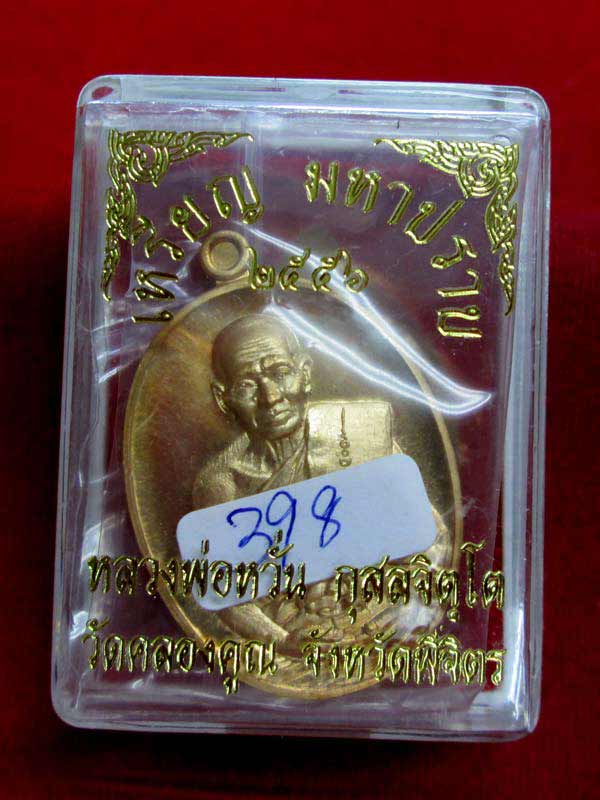 เหรียญ มหาปราบ
๒๕๕๖
398
หลวงพ่อหวั่น กุสลจิตฺโต
วัดคลองคูณ จังหวัดพิจิตร